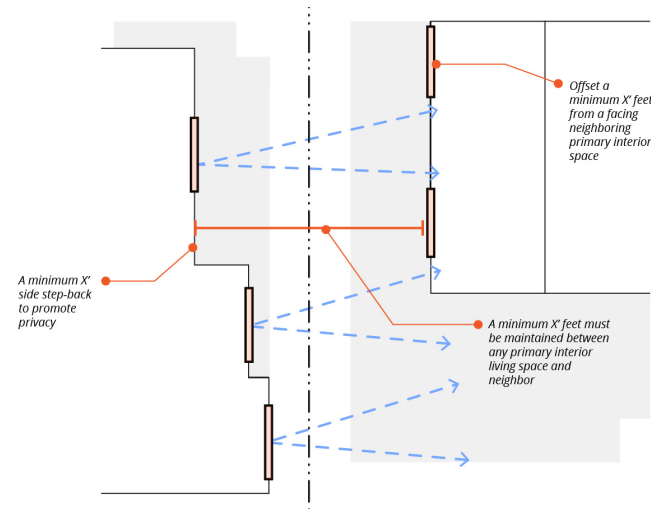 Offset a
minimum X' feet
from a facing
neighboring
primary interior
space
A minimum X'
side step-back
to promote
privacy
A minimum X' feet must
be maintained between
any primary interior
living space and
neighbor